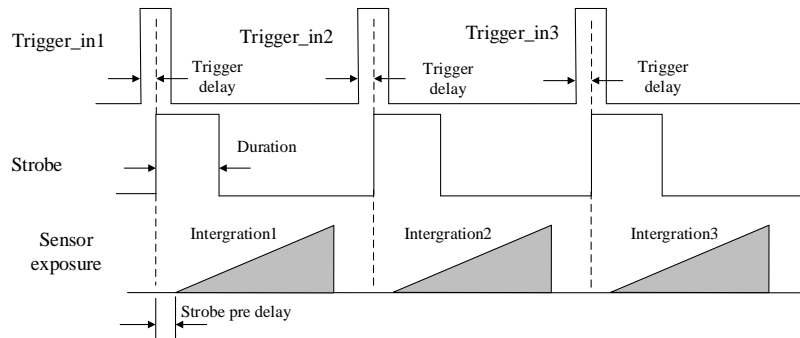 Trigger_in1
Trigger_in2
Trigger_in3
Trigger
delay
Trigger
delay
Trigger
delay
Strobe
Duration
Sensor
exposure
Intergration1
Intergration2
Intergration3
Strobe pre delay